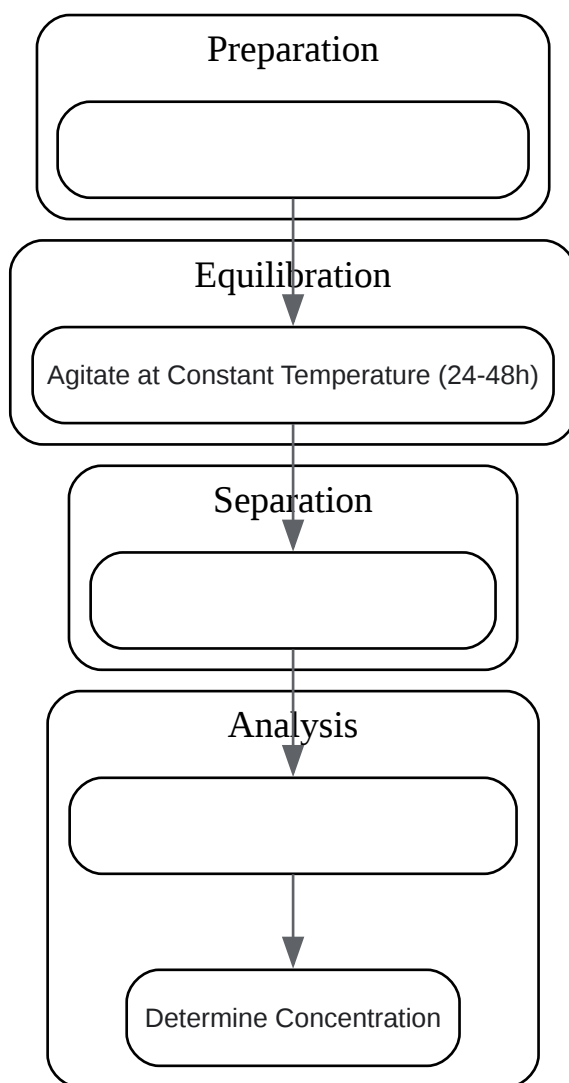 Preparation
Equilibration
Agitate at Constant Temperature (24-48h)
Separation
Analysis
Determine Concentration